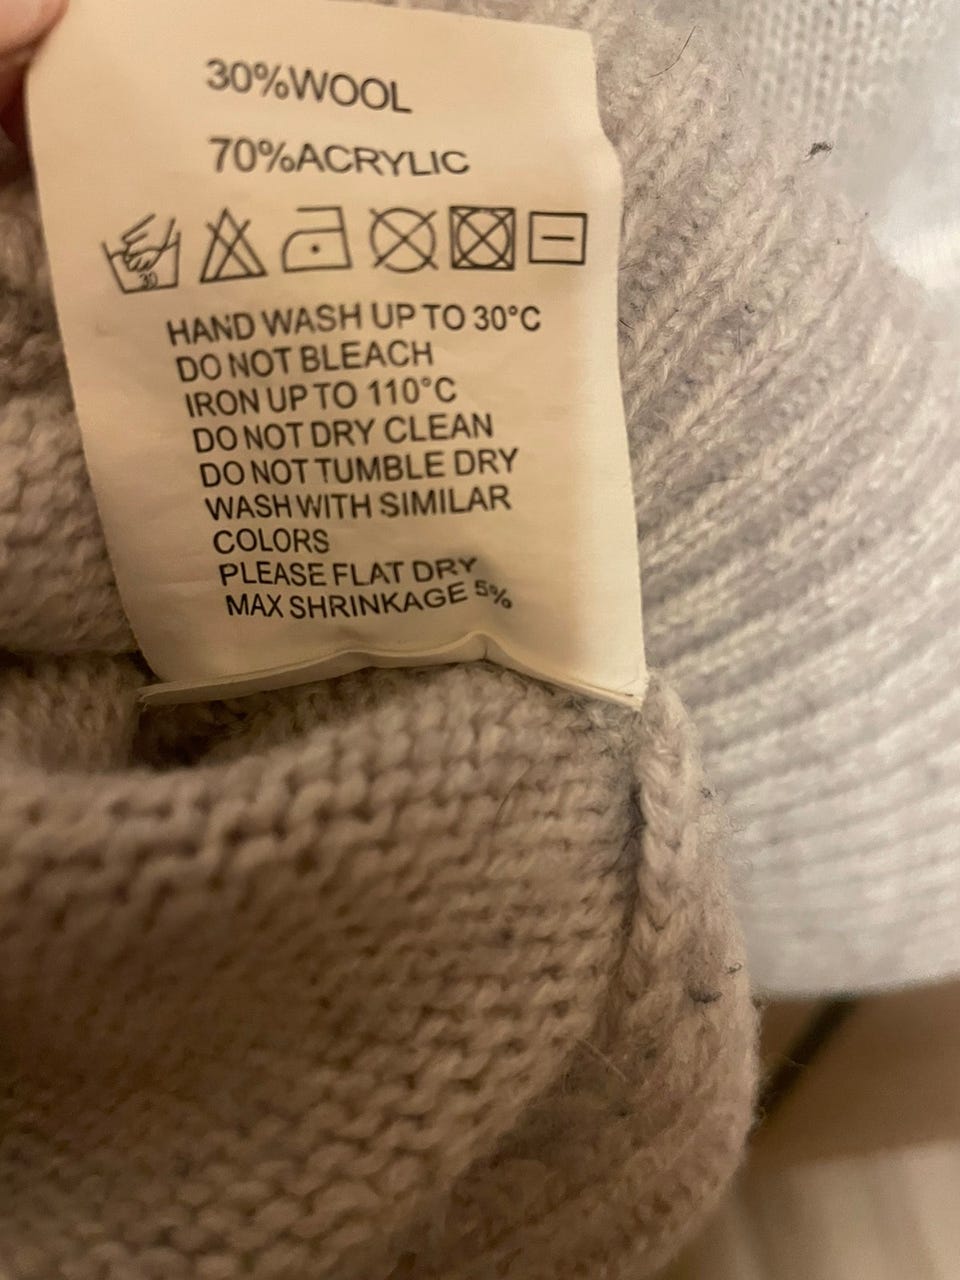 30%WOOL
70%ACRYLIC
30
HAND WASH UP TO 30°C
DO NOT BLEACH
IRON UP TO 110°C
DO NOT DRY CLEAN
DO NOT TUMBLE DRY
WASH WITH SIMILAR
COLORS
PLEASE FLAT DRY
MAX SHRINKAGE 5%